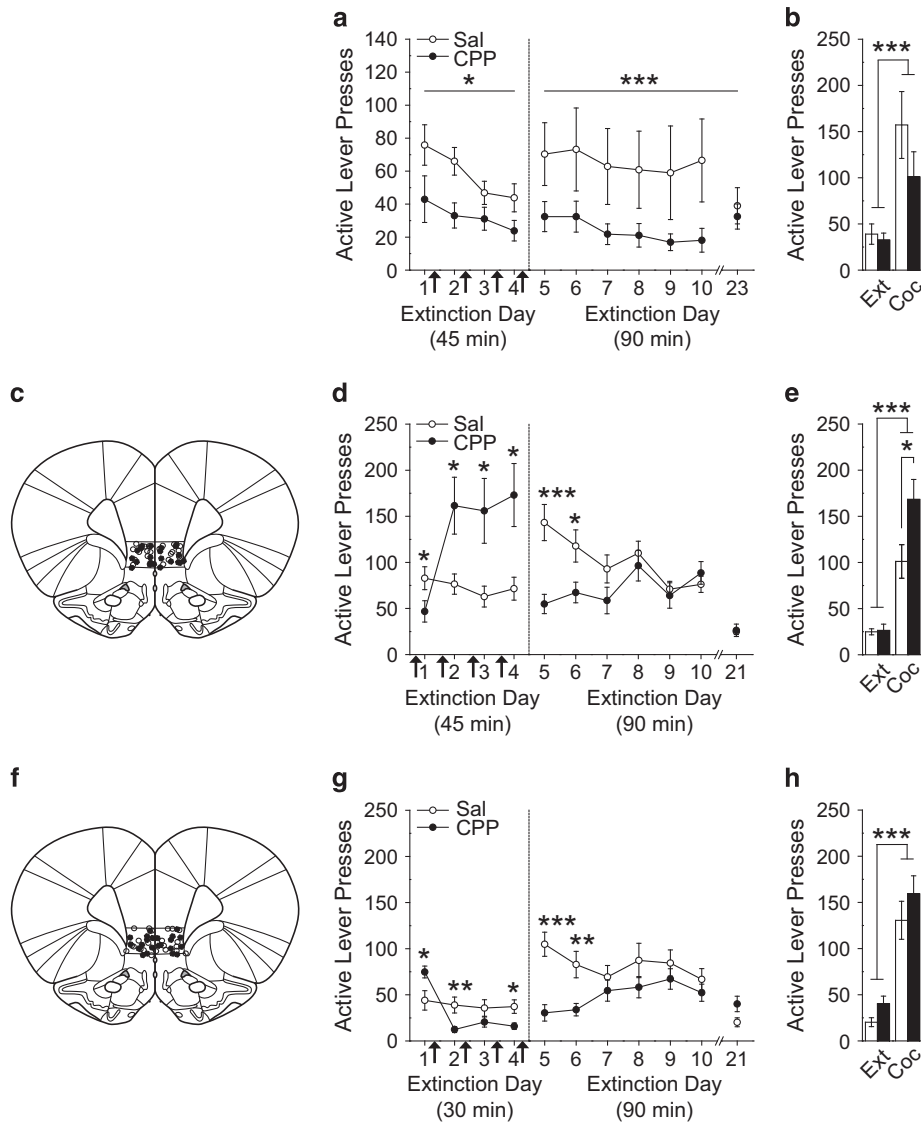 a
b
Active Lever Presses
140
120
100
80
60
40
20
0
Sal
CPP
*
***
1 2 3 4 5 6 7 8 9 10 23
Extinction Day
(45 min)
Extinction Day
(90 min)
Active Lever Presses
250
200
150
100
50
0
***
Ext
Coc
c
d
e
Active Lever Presses
250
200
150
100
50
0
Sal
CPP
* * * *
*** *
1 2 3 4 5 6 7 8 9 10 21
Extinction Day
(45 min)
Extinction Day
(90 min)
Active Lever Presses
250
200
150
100
50
0
***
*
Ext
Coc
f
g
h
Active Lever Presses
250
200
150
100
50
0
Sal
CPP
* ** *
*** **
1 2 3 4 5 6 7 8 9 10 21
Extinction Day
(30 min)
Extinction Day
(90 min)
Active Lever Presses
250
200
150
100
50
0
***
Ext
Coc